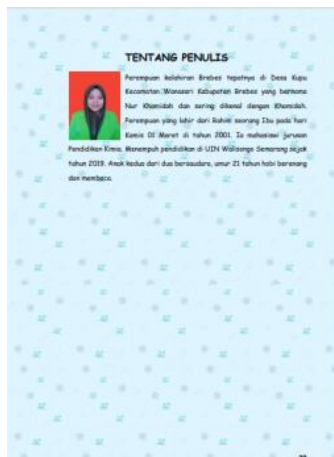 TENTANG PENULIS
Perempuan kelahiran Brebes tepatnya di Desa Kupu
Kecamatan Wanasari Kabupaten Brebes yang bernama
Nur Khamidah dan sering dikenal dengan Khamidah.
Perempuan yang lahir dari Rahim seorang Ibu pada hari
Kamis 01 Maret di tahun 2001. Ia mahasiswi jurusan
Pendidikan Kimia. Menempuh pendidikan di UIN Walisongo Semarang sejak
tahun 2019. Anak kedua dari dua bersaudara, umur 21 tahun hobi berenang
dan membaca.